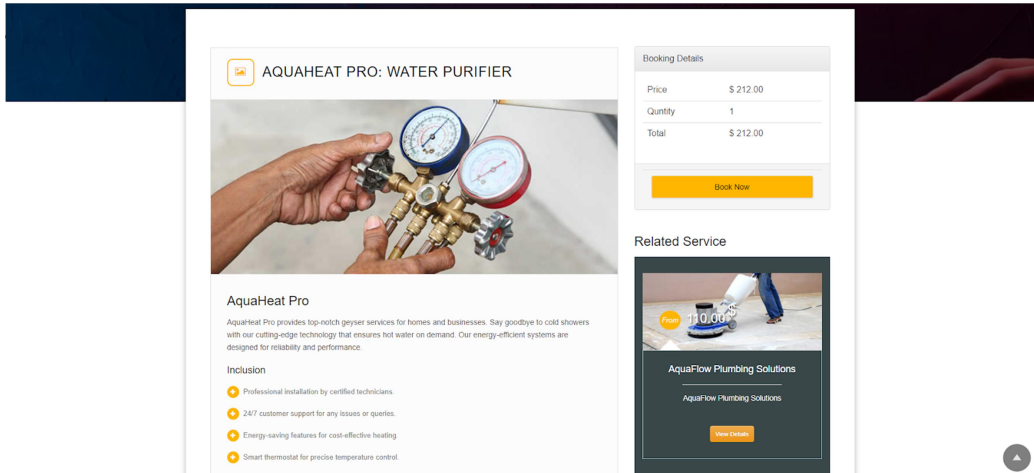 AQUAHEAT PRO: WATER PURIFIER
AquaHeat Pro
AquaHeat Pro provides top-notch geyser services for homes and businesses. Say goodbye to cold showers
with our cutting-edge technology that ensures hot water on demand. Our energy-efficient systems are
designed for reliability and performance.
Inclusion
Professional installation by certified technicians.
24/7 customer support for any issues or queries.
Energy-saving features for cost-effective heating.
Smart thermostat for precise temperature control.
Booking Details
Price $ 212.00
Quntity 1
Total $ 212.00
Book Now
Related Service
From 110.00 $
AquaFlow Plumbing Solutions
AquaFlow Plumbing Solutions
View Details